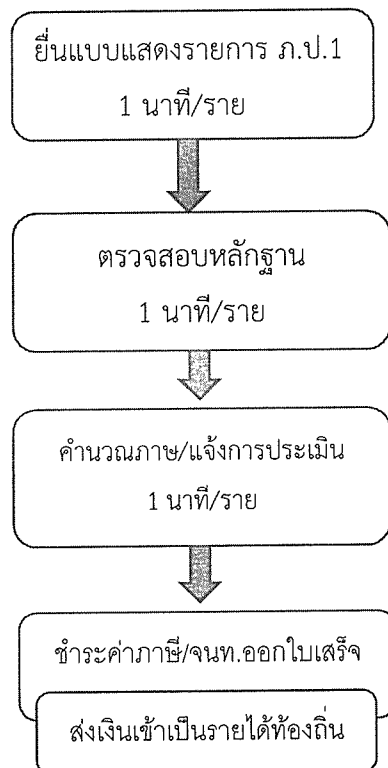 ยื่นแบบแสดงรายการ ภ.ป.1
1 นาที/ราย
ตรวจสอบหลักฐาน
1 นาที/ราย
คำนวณภาษ/แจ้งการประเมิน
1 นาที/ราย
ชำระค่าภาษี/จนท.ออกใบเสร็จ
ส่งเงินเข้าเป็นรายได้ท้องถิ่น